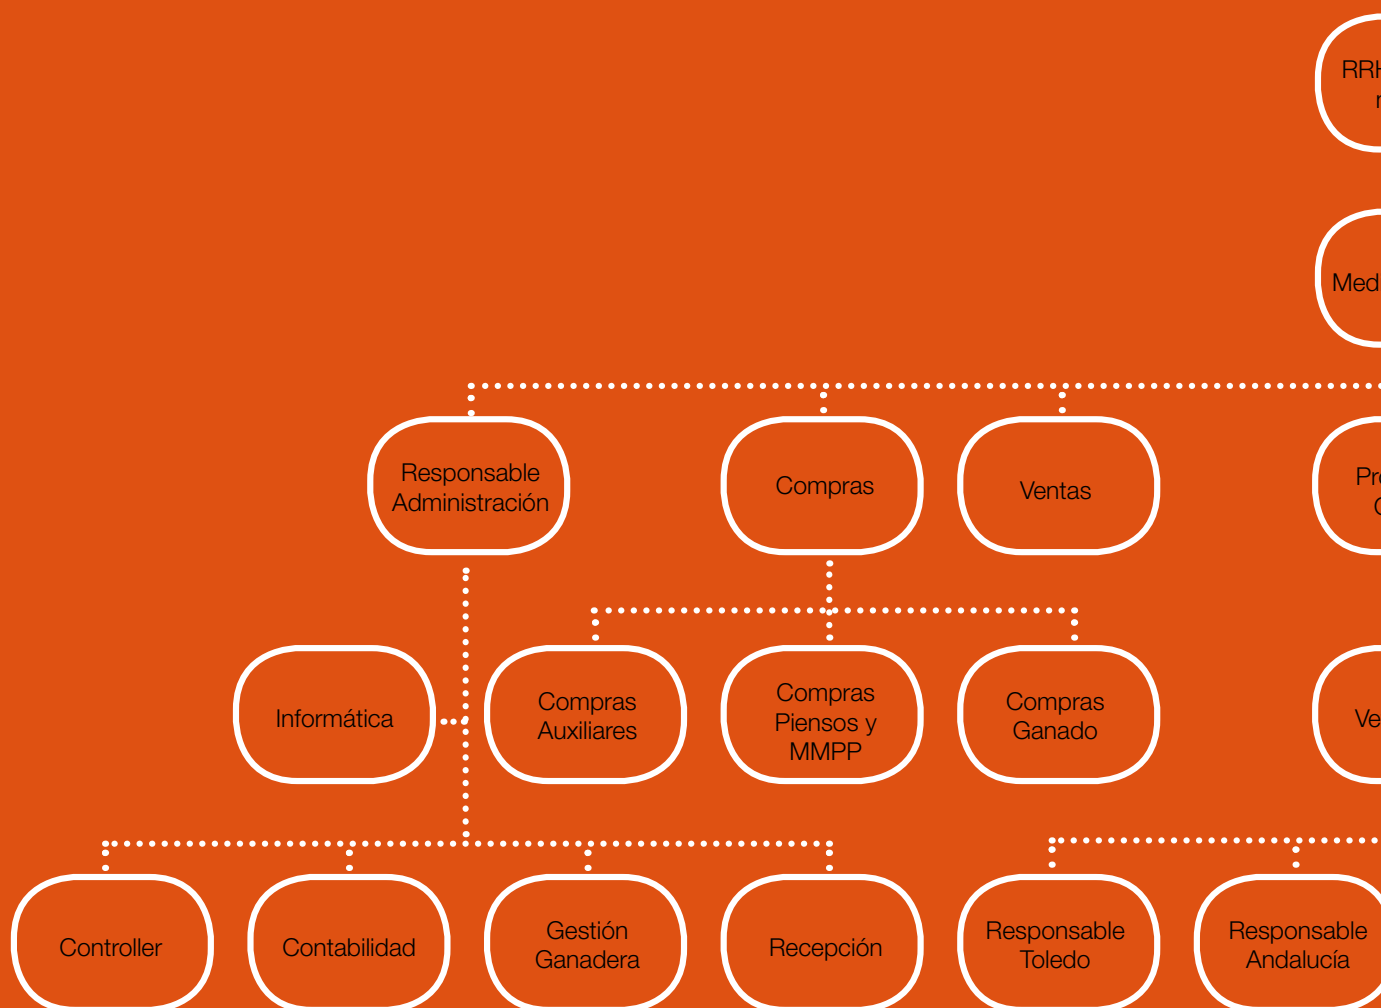 Responsable
Administración
Compras
Ventas
Informática
Compras
Auxiliares
Compras
Piensos y
MMPP
Compras
Ganado
Controller
Contabilidad
Gestión
Ganadera
Recepción
Responsable
Toledo
Responsable
Andalucía